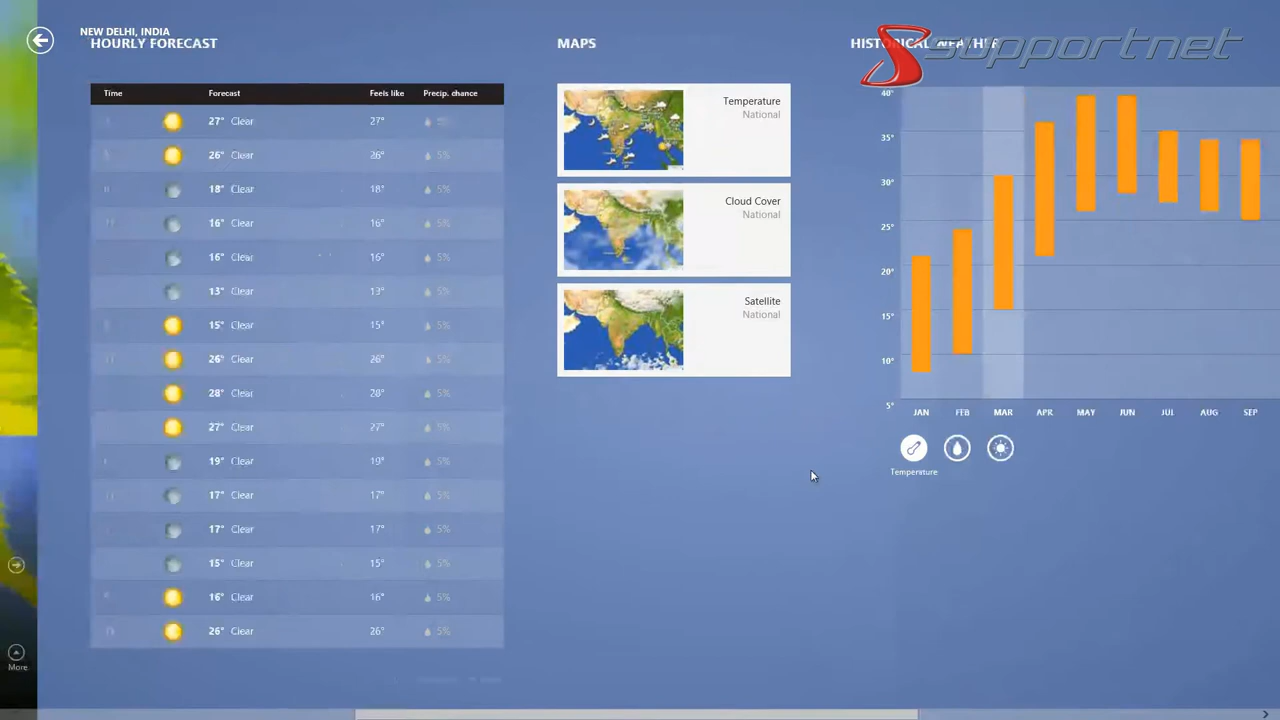 NEW DELHI, INDIA
HOURLY FORECAST
Time Forecast Feels like Precip. chance
27° Clear 27°
26° Clear 26° 5%
18° Clear 18° 5%
16° Clear 16° 5%
16° Clear 16° 5%
13° Clear 13° 5%
15° Clear 15° 5%
26° Clear 26° 5%
28° Clear 28° 5%
27° Clear 27° 5%
19° Clear 19° 5%
17° Clear 17° 5%
17° Clear 17° 5%
15° Clear 15° 5%
16° Clear 16° 5%
26° Clear 26° 5%
More
MAPS
Temperature
National
Cloud Cover
National
Satellite
National
HISTORICAL WEATHER
supportnet
40°
35°
30°
25°
20°
15°
10°
5°
JAN FEB MAR APR MAY JUN JUL AUG SEP
Temperature